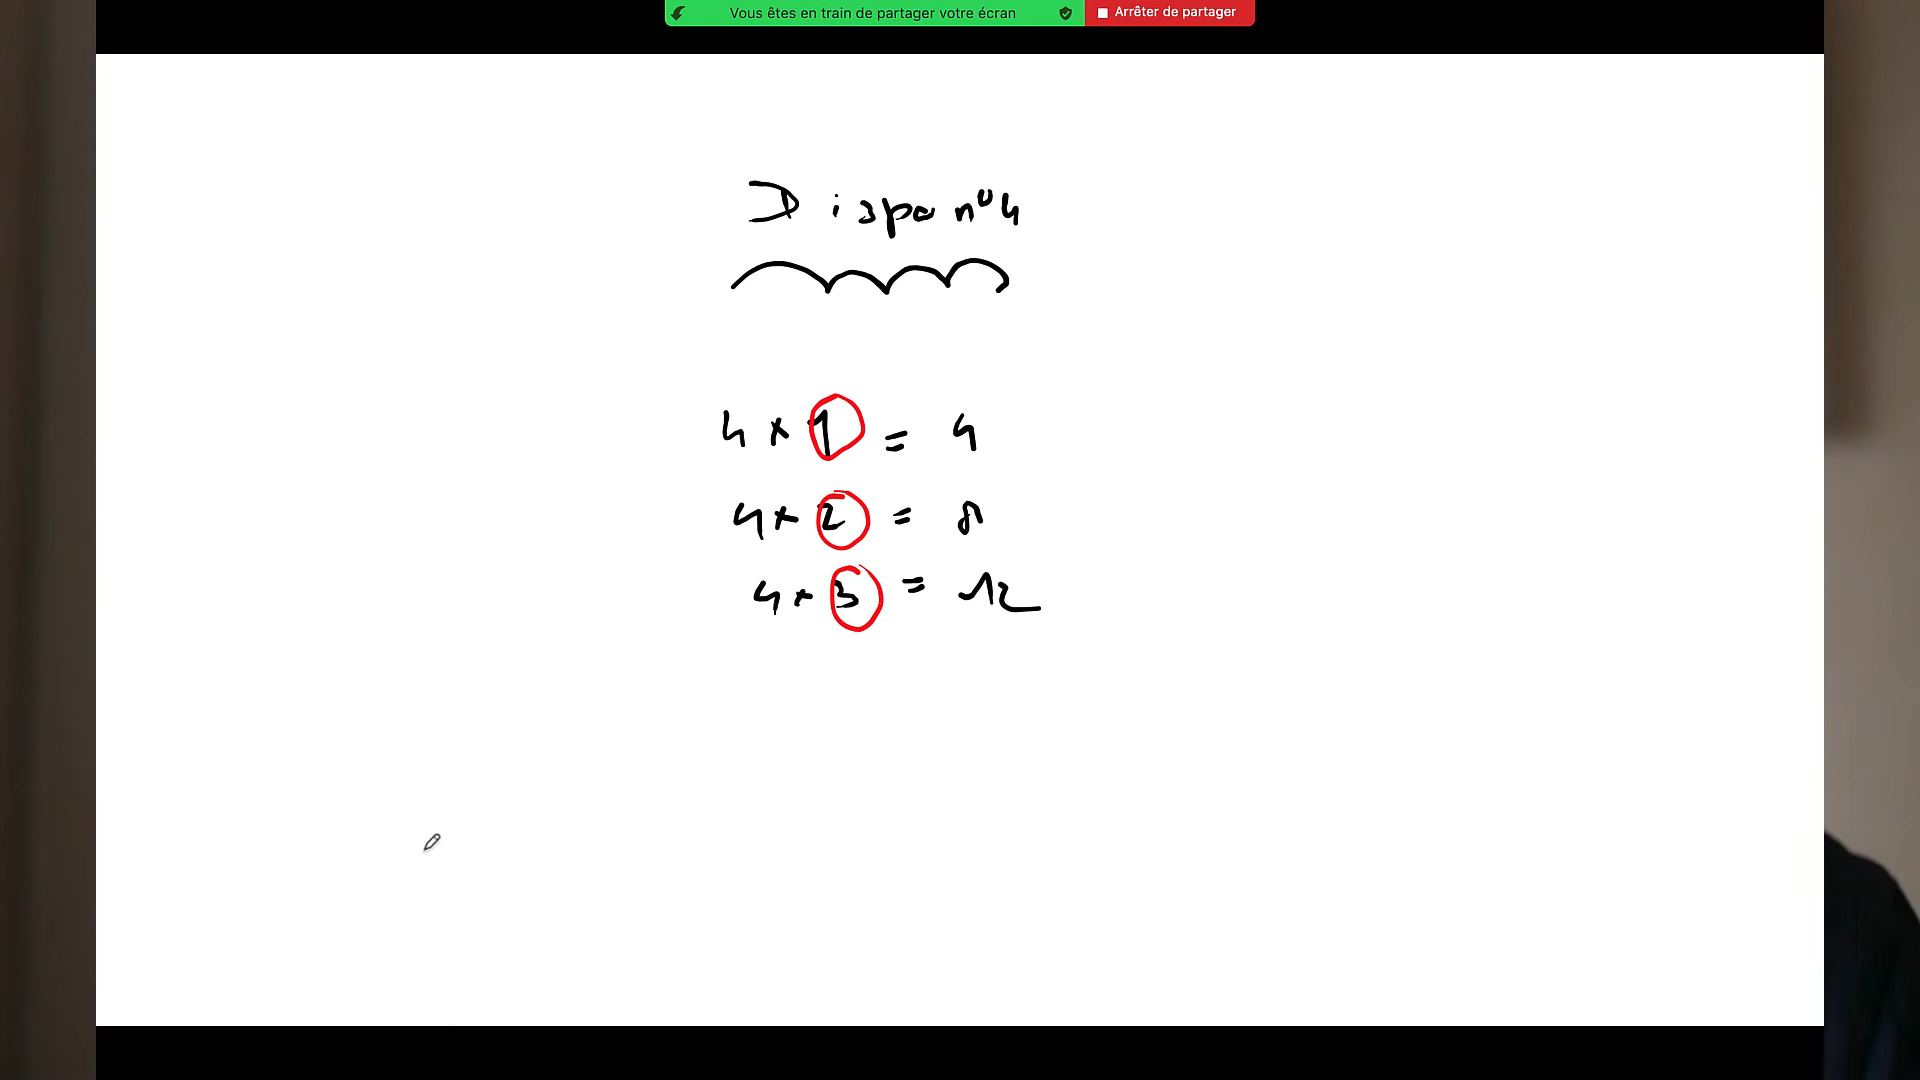 Vous êtes en train de partager votre écran Arrêter de partager
Dispo n°4
4 × 1 = 4
4 × 2 = 8
4 × 3 = 12